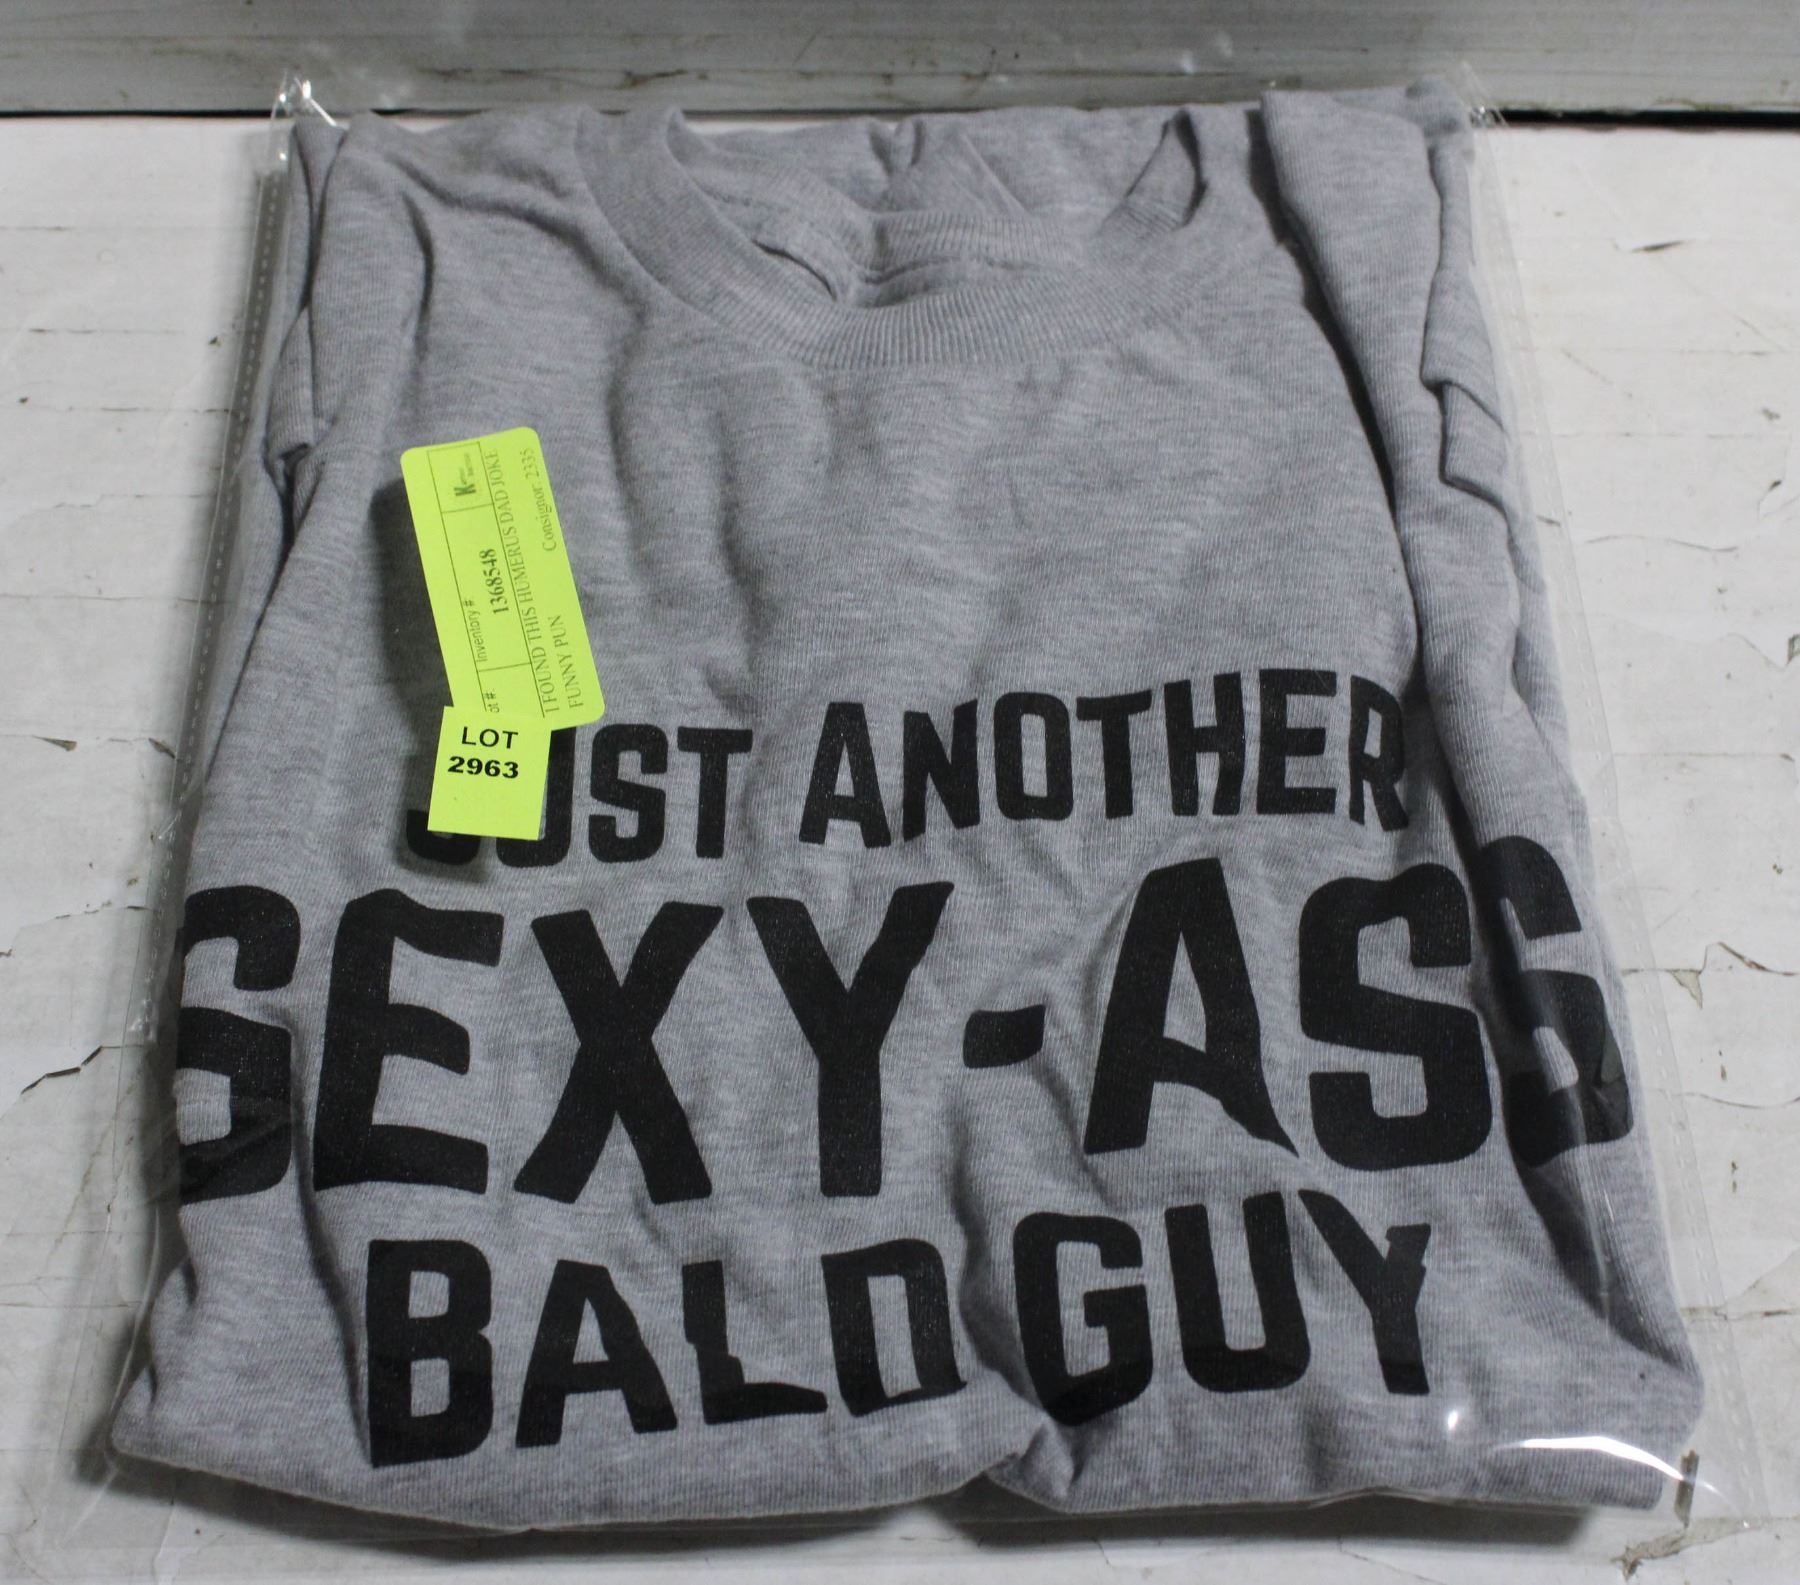 Inventory #:
1368548
I FOUND THIS HUMERUS DAD JOKE
FUNNY PUN
Consignor: 2335
LOT
2963
JUST ANOTHER
SEXY-ASS
BALD GUY